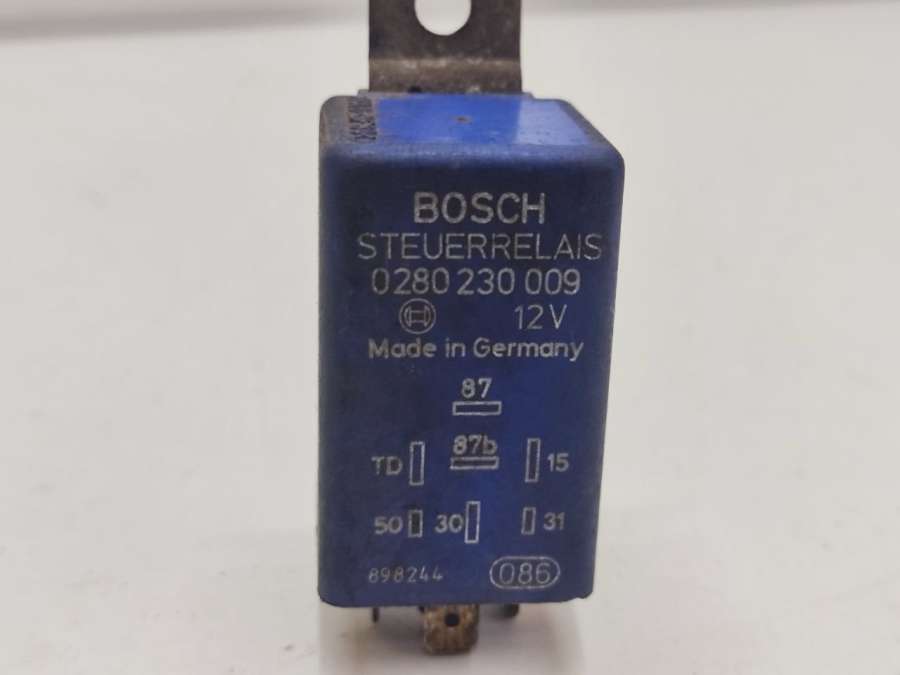 BOSCH
STEUERRELAIS
0280 230 009
12V
Made in Germany
87
TD 87b 15
50 30 31
898244 086